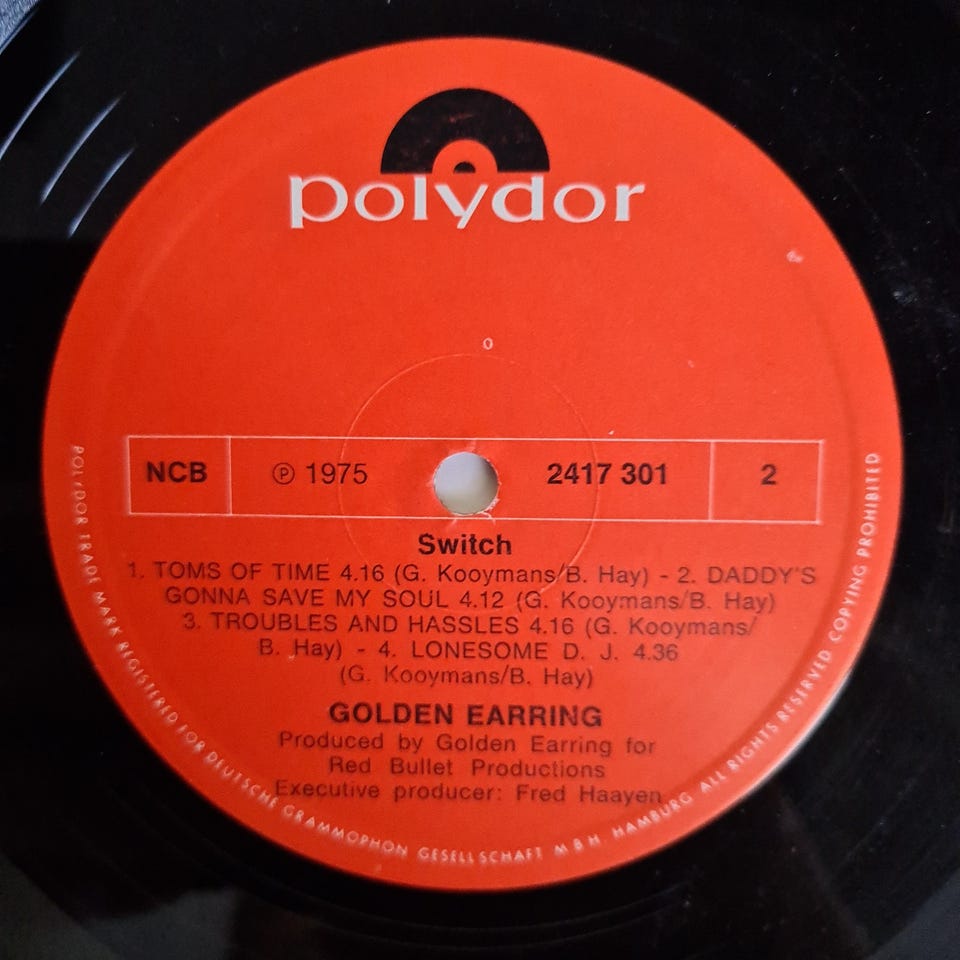 polydor
NCB ℗ 1975 2417 301 2
Switch
1. TOMS OF TIME 4.16 (G. Kooymans/B. Hay) - 2. DADDY'S
GONNA SAVE MY SOUL 4.12 (G. Kooymans/B. Hay)
3. TROUBLES AND HASSLES 4.16 (G. Kooymans/
B. Hay) - 4. LONESOME D. J. 4.36
(G. Kooymans/B. Hay)
GOLDEN EARRING
Produced by Golden Earring for
Red Bullet Productions
Executive producer: Fred Haayen
POLYDOR TRADE MARK REGISTERED FOR DEUTSCHE GRAMMOPHON GESELLSCHAFT M B H. HAMBURG ALL RIGHTS RESERVED COPYING PROHIBITED